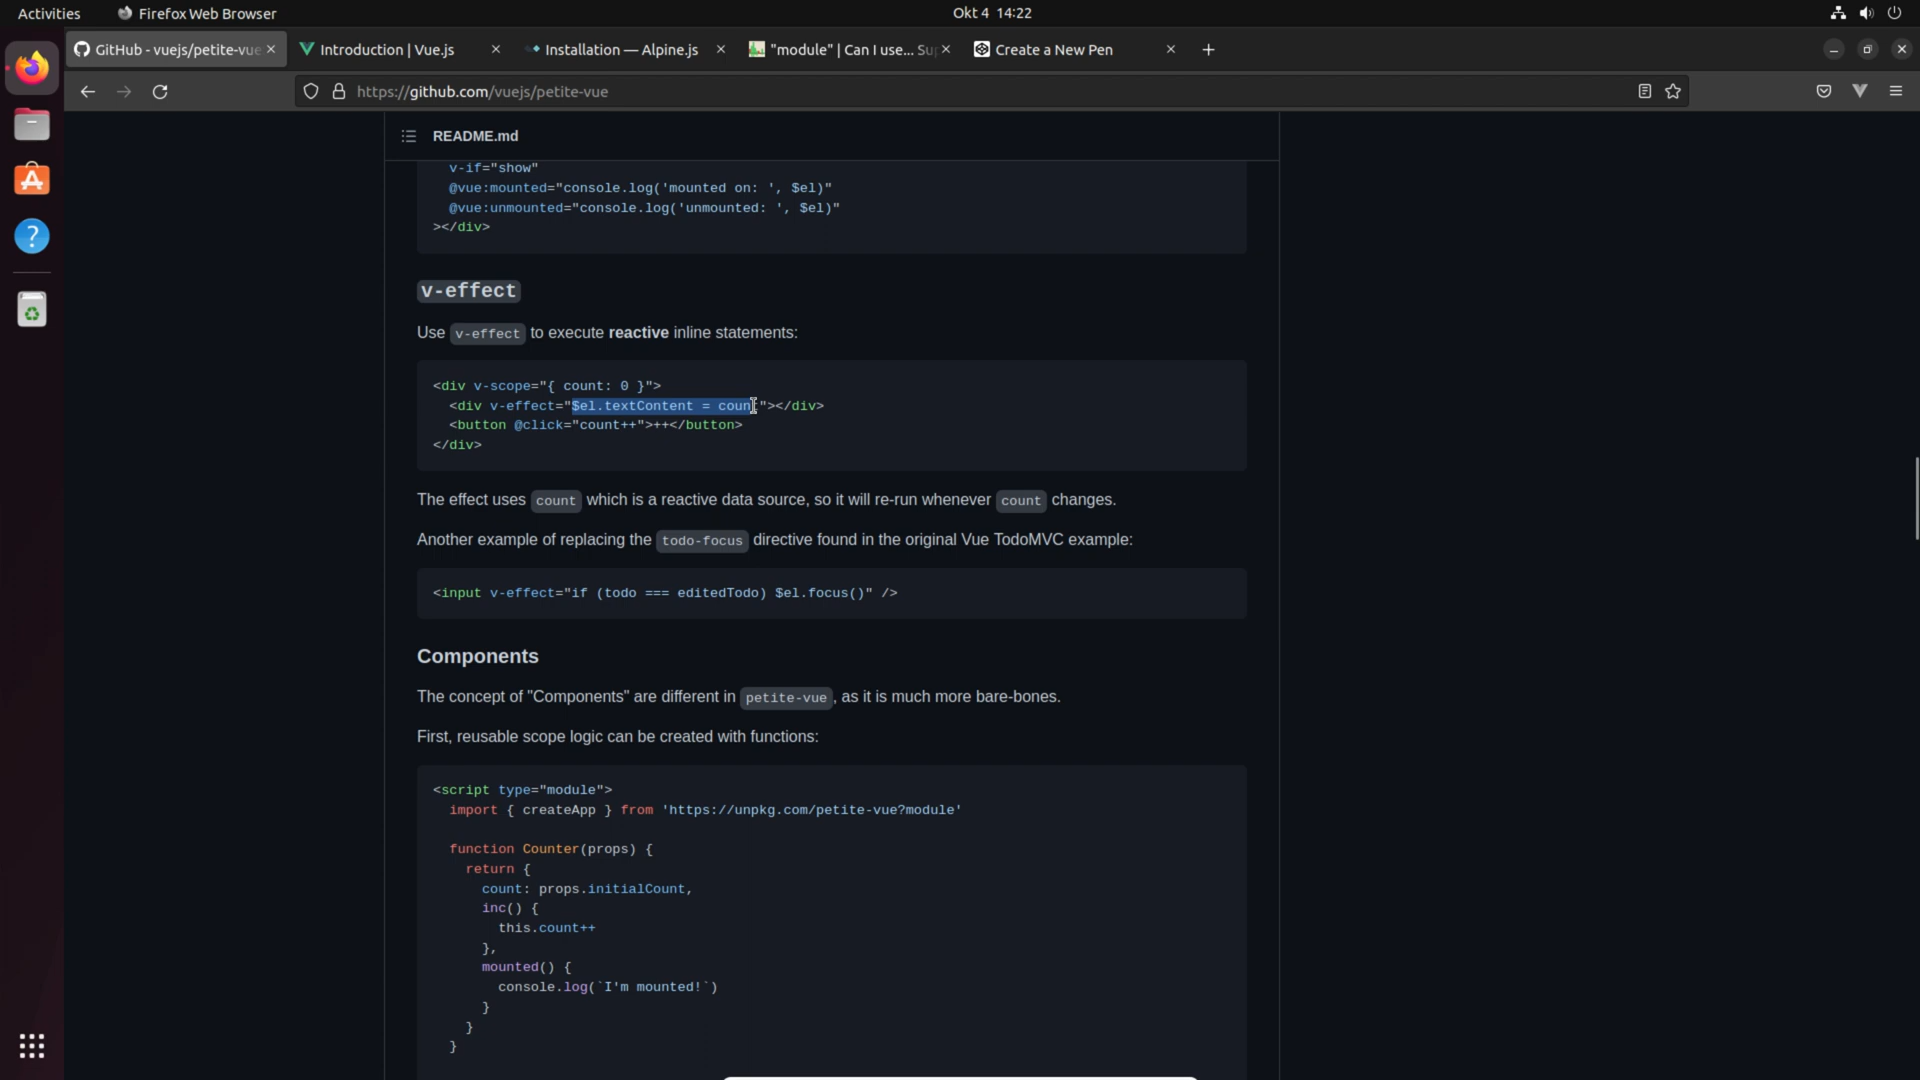 Activities
Firefox Web Browser
Okt 4 14:22
GitHub - vuejs/petite-vue
Introduction | Vue.js
Installation — Alpine.js
"module" | Can I use... Su
Create a New Pen
https://github.com/vuejs/petite-vue
README.md
v-if="show"
@vue:mounted="console.log('mounted on: ', $el)"
@vue:unmounted="console.log('unmounted: ', $el)"
></div>
v-effect
Use v-effect to execute reactive inline statements:
<div v-scope="{ count: 0 }">
<div v-effect="$el.textContent = count"></div>
<button @click="count++">++</button>
</div>
The effect uses count which is a reactive data source, so it will re-run whenever count changes.
Another example of replacing the todo-focus directive found in the original Vue TodoMVC example:
<input v-effect="if (todo === editedTodo) $el.focus()" />
Components
The concept of "Components" are different in petite-vue, as it is much more bare-bones.
First, reusable scope logic can be created with functions:
<script type="module">
import { createApp } from 'https://unpkg.com/petite-vue?module'
function Counter(props) {
return {
count: props.initialCount,
inc() {
this.count++
},
mounted() {
console.log(`I'm mounted!`)
}
}
}